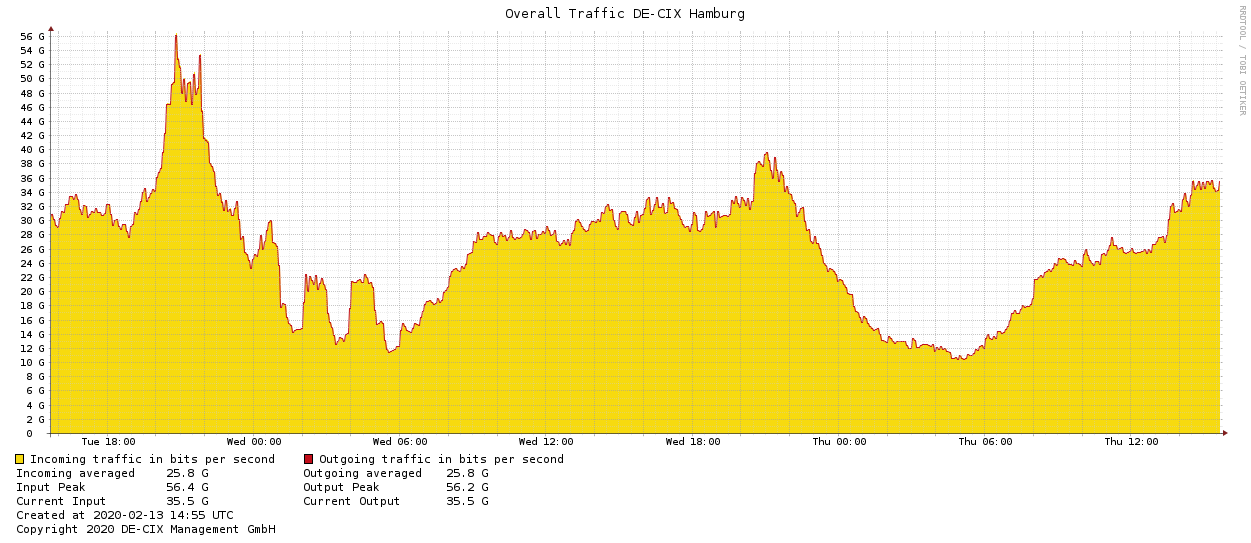 Overall Traffic DE-CIX Hamburg
RRDTOOL / TOBI OETIKER
56 G
54 G
52 G
50 G
48 G
46 G
44 G
42 G
40 G
38 G
36 G
34 G
32 G
30 G
28 G
26 G
24 G
22 G
20 G
18 G
16 G
14 G
12 G
10 G
8 G
6 G
4 G
2 G
0
Tue 18:00 Wed 00:00 Wed 06:00 Wed 12:00 Wed 18:00 Thu 00:00 Thu 06:00 Thu 12:00
Incoming traffic in bits per second Outgoing traffic in bits per second
Incoming averaged 25.8 G Outgoing averaged 25.8 G
Input Peak 56.4 G Output Peak 56.2 G
Current Input 35.5 G Current Output 35.5 G
Created at 2020-02-13 14:55 UTC
Copyright 2020 DE-CIX Management GmbH